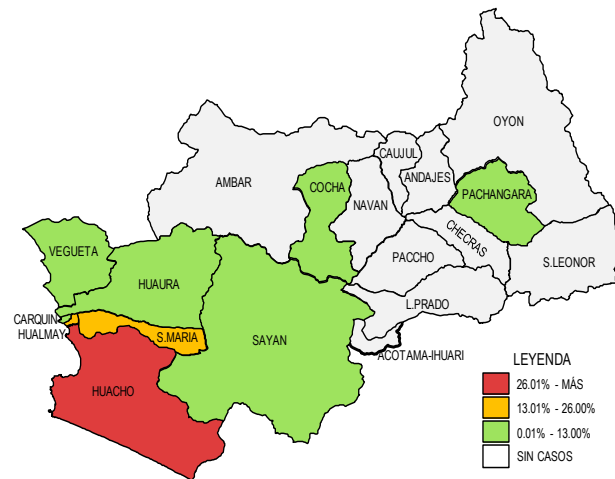 OYON
CAUJUL
ANDAJES
AMBAR
COCHA
NAVAN
PACHANGARA
CHECRAS
VEGUETA
HUAURA
PACCHO
S.LEONOR
L.PRADO
CARQUIN
HUALMAY
S.MARIA
SAYAN
ACOTAMA-IHUARI
HUACHO
LEYENDA
26.01% - MÁS
13.01% - 26.00%
0.01% - 13.00%
SIN CASOS